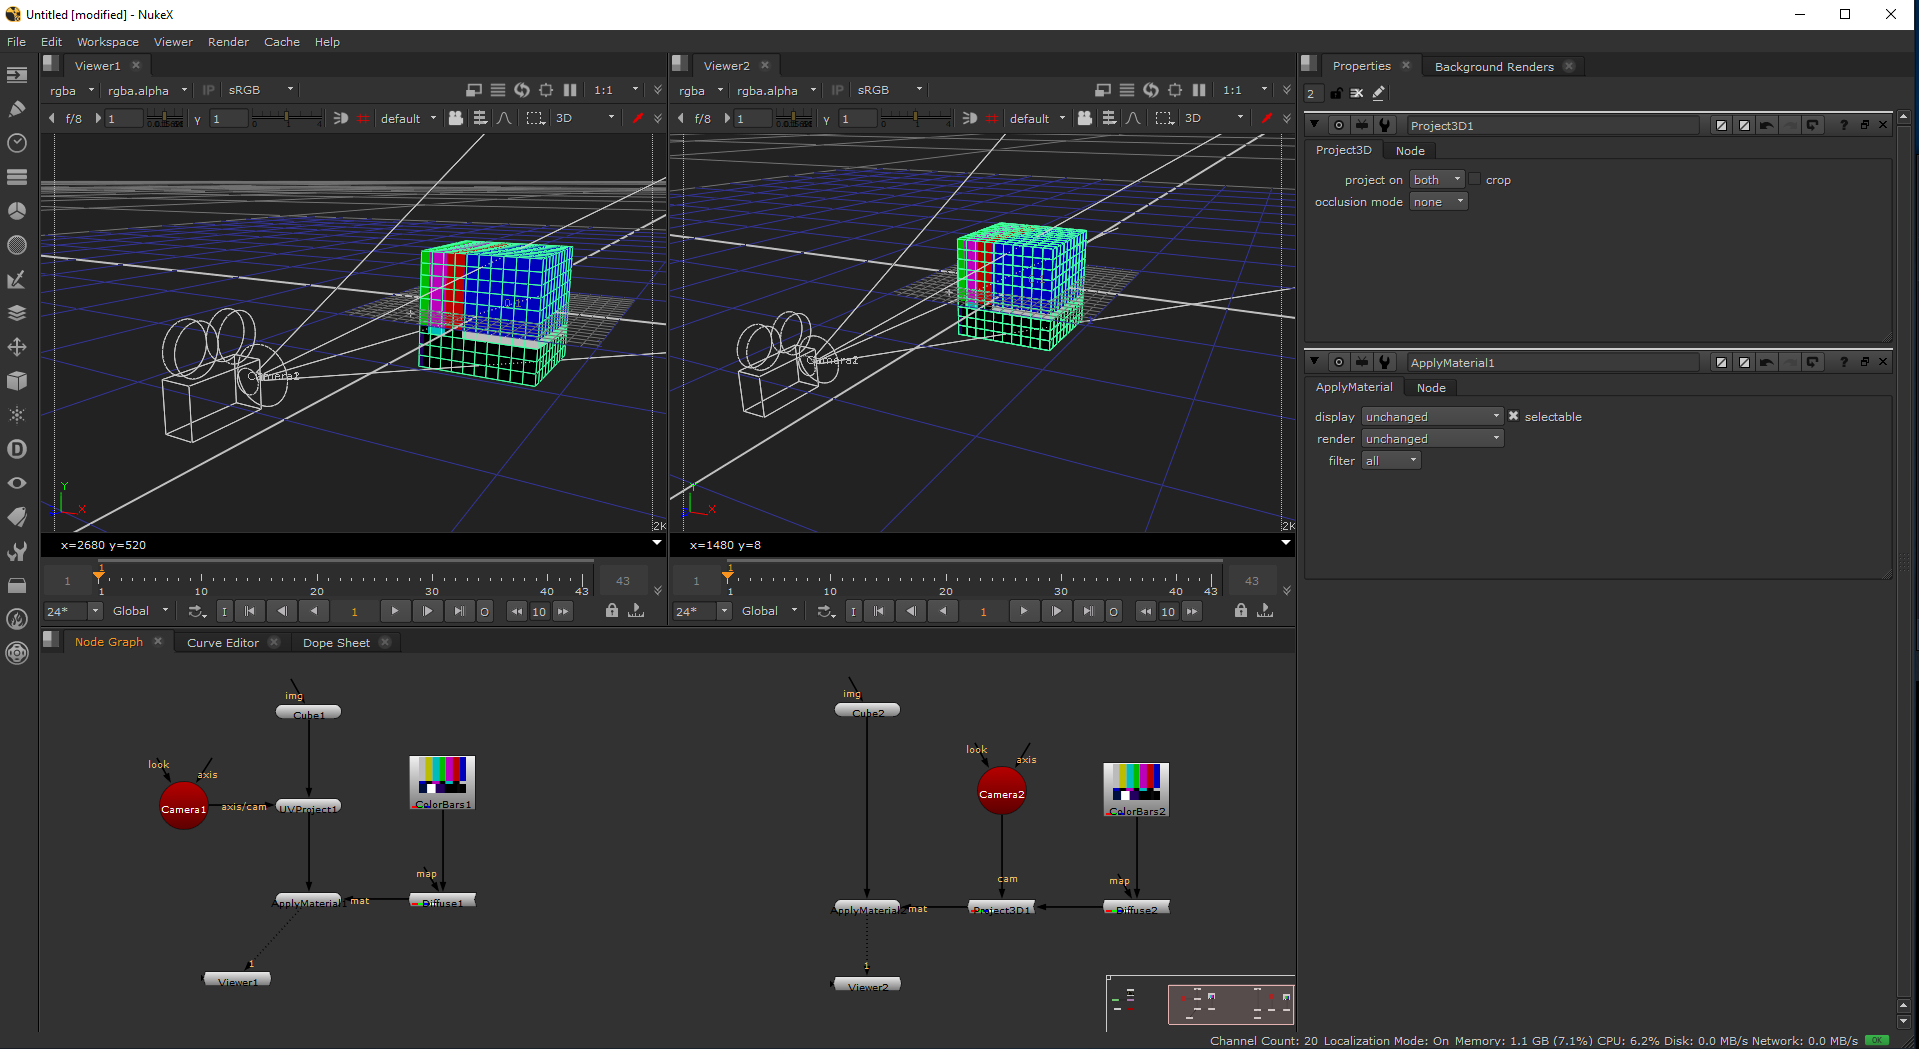 Untitled [modified] - NukeX
File Edit Workspace Viewer Render Cache Help
Viewer1
rgba rgba.alpha IP sRGB 1:1
f/8 1 γ 1 default 3D
Camera1
2K
x=2680 y=520
1 1 43
1 10 20 30 40 43
24* Global I 1 O 10
Viewer2
rgba rgba.alpha IP sRGB 1:1
f/8 1 γ 1 default 3D
Camera2
2K
x=1480 y=8
1 1 43
1 10 20 30 40 43
24* Global I 1 O 10
Properties Background Renders
2
Project3D1
Project3D Node
project on both crop
occlusion mode none
ApplyMaterial1
ApplyMaterial Node
display unchanged selectable
render unchanged
filter all
Node Graph Curve Editor Dope Sheet
img
Cube1
look axis
Camera1 axis/cam UVProject1
ColorBars1
map
ApplyMaterial1 mat Diffuse1
1
Viewer1
img
Cube2
look axis
Camera2
ColorBars2
cam map
ApplyMaterial2 mat Project3D1 Diffuse2
1
Viewer2
Channel Count: 20 Localization Mode: On Memory: 1.1 GB (7.1%) CPU: 6.2% Disk: 0.0 MB/s Network: 0.0 MB/s OK